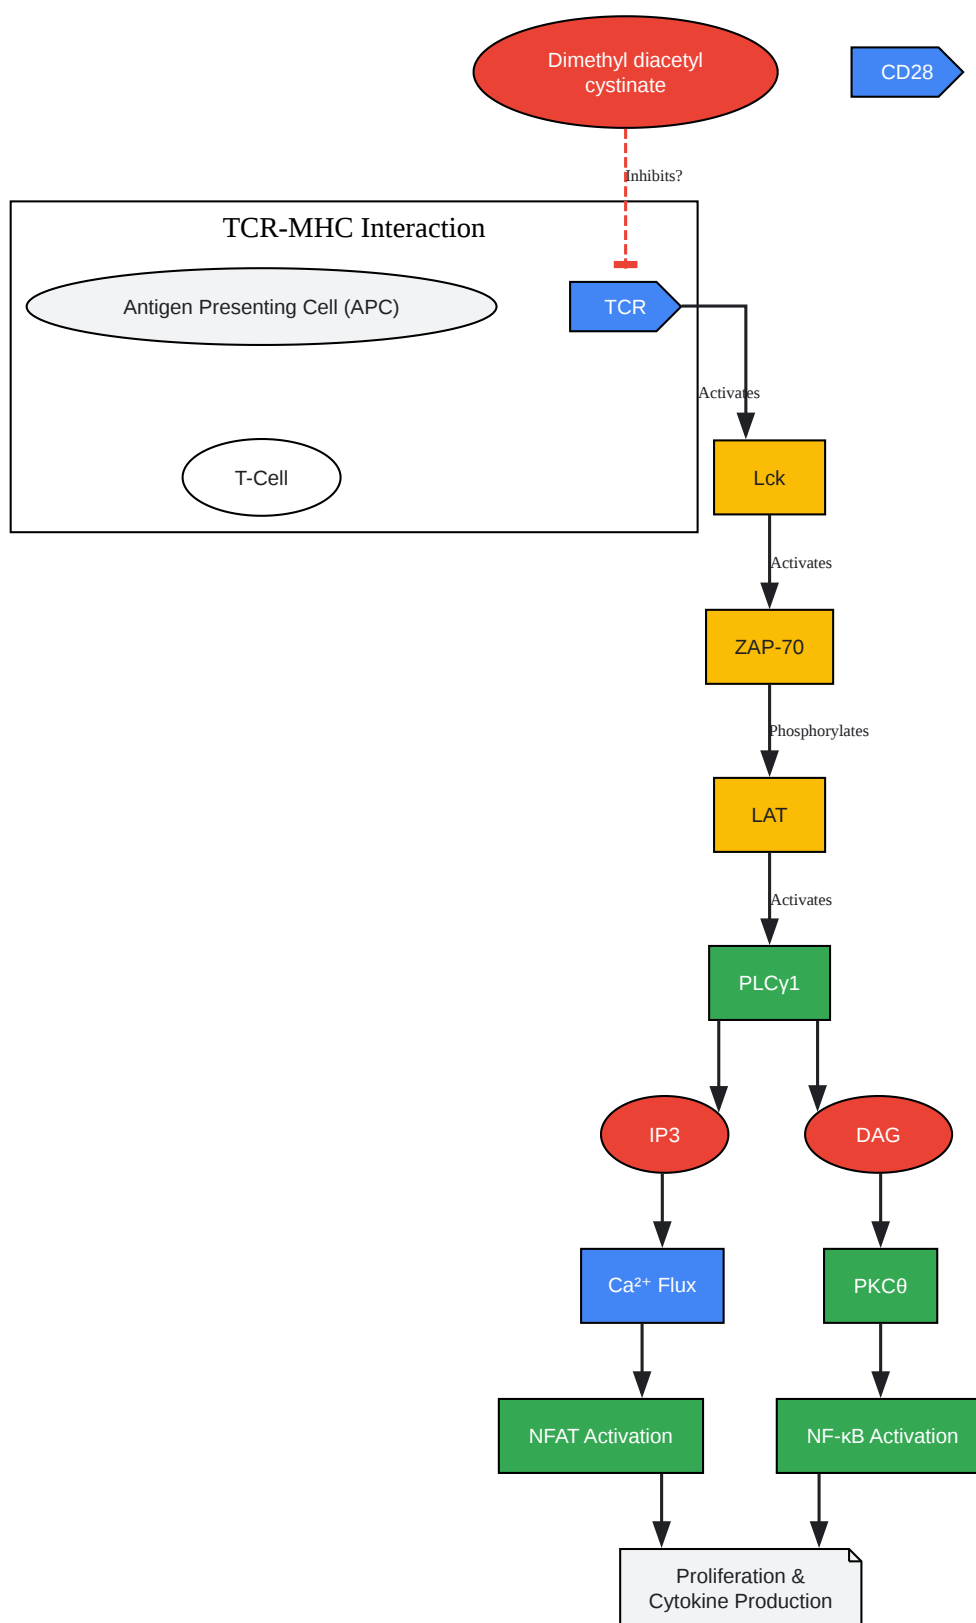 Dimethyl diacetyl
cystinate
CD28
Inhibits?
TCR-MHC Interaction
Antigen Presenting Cell (APC)
TCR
Activates
T-Cell
Lck
Activates
ZAP-70
Phosphorylates
LAT
Activates
PLCγ1
IP3
DAG
Ca²⁺ Flux
PKCθ
NFAT Activation
NF-κB Activation
Proliferation &
Cytokine Production